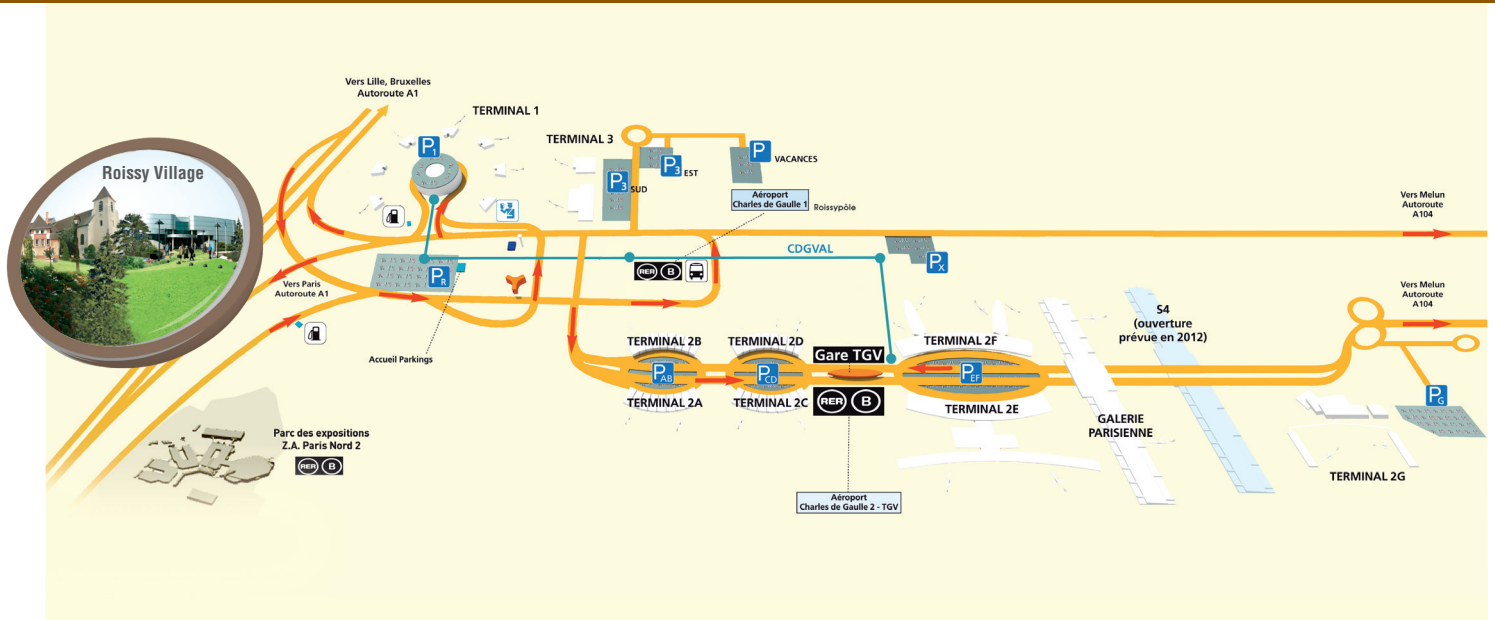 Vers Lille, Bruxelles
Autoroute A1
TERMINAL 1
P1
TERMINAL 3
P3 SUD
P3 EST
P VACANCES
Roissy Village
Aéroport
Charles de Gaulle 1
Roissypôle
Vers Melun
Autoroute
A104
CDGVAL
RER B
PX
PR
Vers Paris
Autoroute A1
Accueil Parkings
Vers Melun
Autoroute
A104
S4
(ouverture
prévue en 2012)
TERMINAL 2B
TERMINAL 2D
Gare TGV
TERMINAL 2F
PAB
PCD
PEF
TERMINAL 2A
TERMINAL 2C
RER B
TERMINAL 2E
PG
GALERIE
PARISIENNE
Parc des expositions
Z.A. Paris Nord 2
RER B
TERMINAL 2G
Aéroport
Charles de Gaulle 2 - TGV